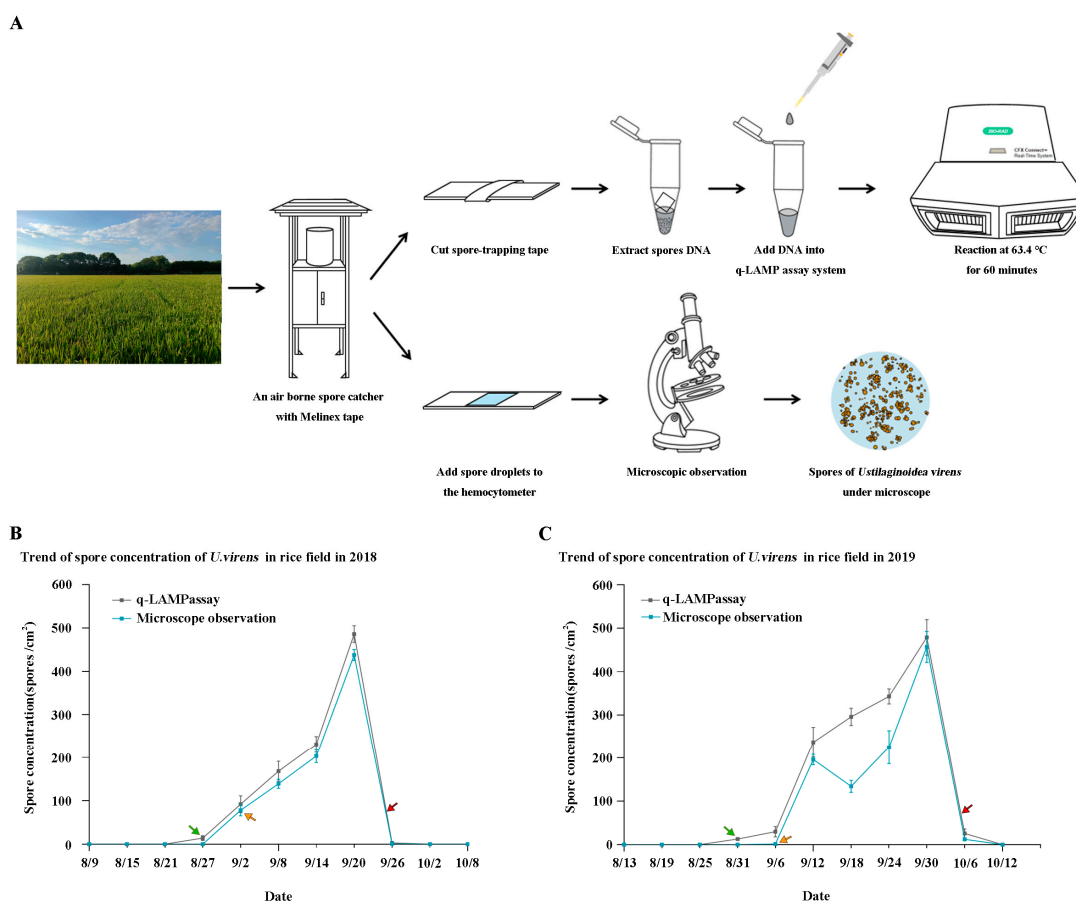 A
BIO-RAD
CFX Connect™
Real-Time System
Cut spore-trapping tape
Extract spores DNA
Add DNA into
q-LAMP assay system
Reaction at 63.4 °C
for 60 minutes
An air borne spore catcher
with Melinex tape
Add spore droplets to
the hemocytometer
Microscopic observation
Spores of Ustilaginoidea virens
under microscope
B
Trend of spore concentration of U.virens in rice field in 2018
q-LAMPassay
Microscope observation
Spore concentration(spores /cm²)
600
500
400
300
200
100
0
8/9 8/15 8/21 8/27 9/2 9/8 9/14 9/20 9/26 10/2 10/8
Date
C
Trend of spore concentration of U.virens in rice field in 2019
q-LAMPassay
Microscope observation
Spore concentration(spores /cm²)
600
500
400
300
200
100
0
8/13 8/19 8/25 8/31 9/6 9/12 9/18 9/24 9/30 10/6 10/12
Date